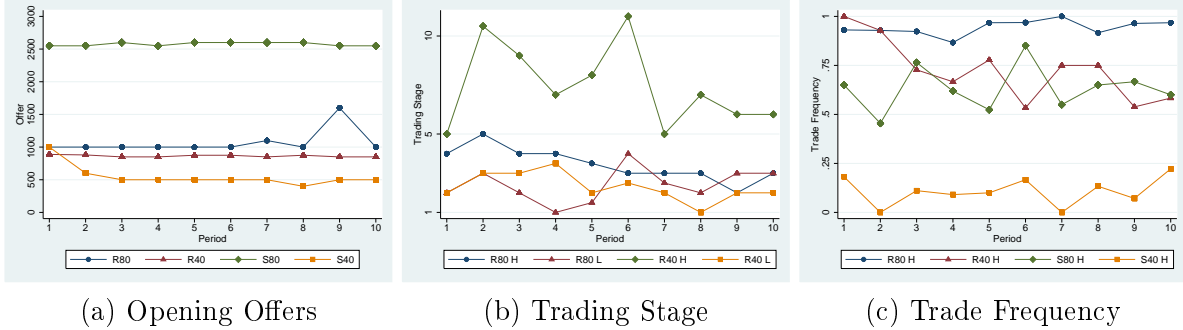 3000
2500
2000
1500
1000
500
0
Offer
1 2 3 4 5 6 7 8 9 10
Period
R80 R40 S80 S40
(a) Opening Offers
10
5
1
Trading Stage
1 2 3 4 5 6 7 8 9 10
Period
R80 H R80 L R40 H R40 L
(b) Trading Stage
1
.75
.5
.25
0
Trade Frequency
1 2 3 4 5 6 7 8 9 10
Period
R80 H R40 H S80 H S40 H
(c) Trade Frequency